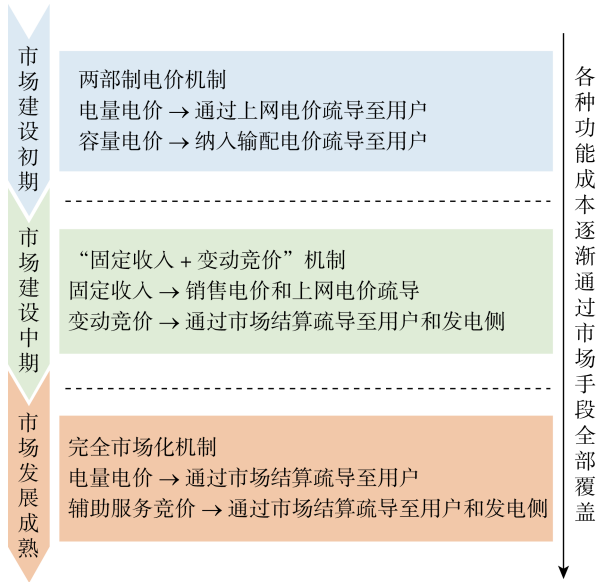 市场建设初期
两部制电价机制
电量电价→通过上网电价疏导至用户
容量电价→纳入输配电价疏导至用户
市场建设中期
“固定收入+变动竞价”机制
固定收入→销售电价和上网电价疏导
变动竞价→通过市场结算疏导至用户和发电侧
市场发展成熟
完全市场化机制
电量电价→通过市场结算疏导至用户
辅助服务竞价→通过市场结算疏导至用户和发电侧
各种功能成本逐渐通过市场手段全部覆盖